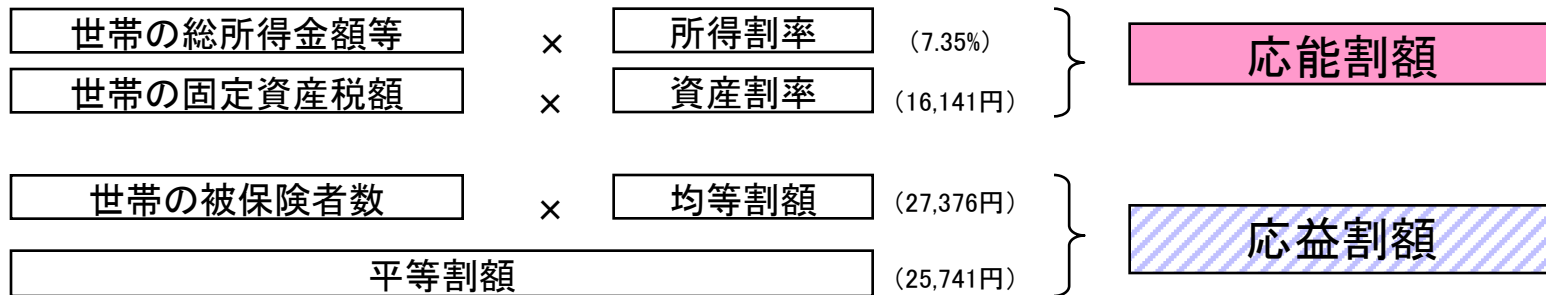 世帯の総所得金額等 × 所得割率 (7.35%)
世帯の固定資産税額 × 資産割率 (16,141円)
応能割額
世帯の被保険者数 × 均等割額 (27,376円)
平等割額 (25,741円)
応益割額